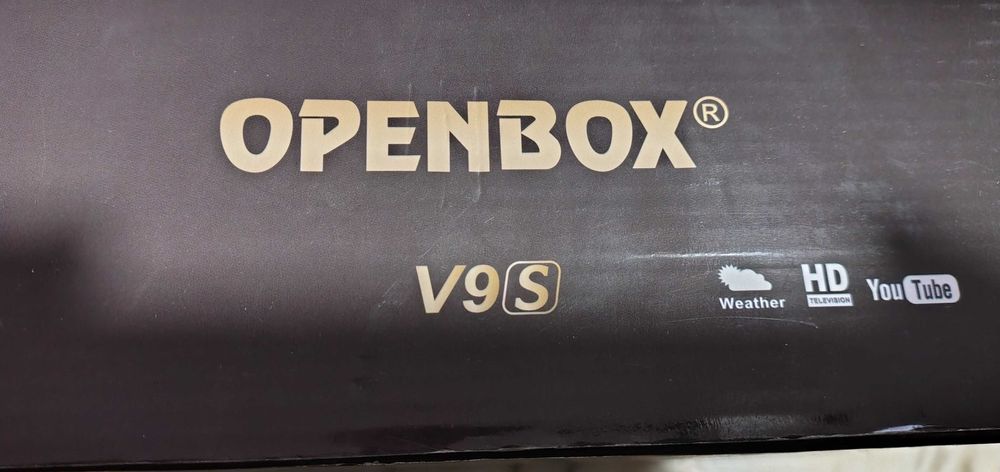 OPENBOX®
V9S
Weather
HD
TELEVISION
YouTube